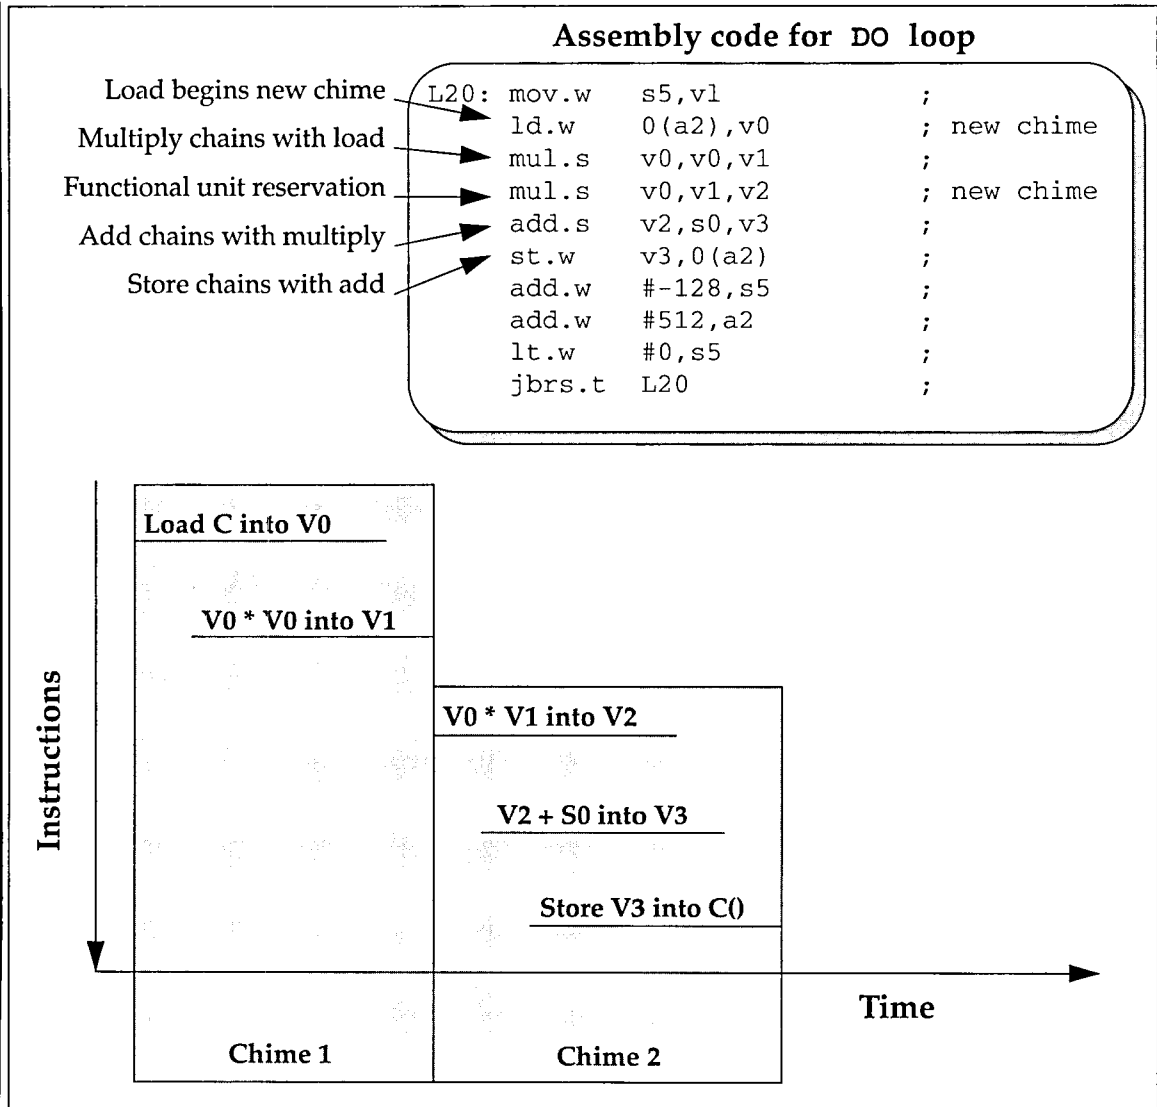 Assembly code for DO loop
Load begins new chime
Multiply chains with load
Functional unit reservation
Add chains with multiply
Store chains with add
L20: mov.w s5,vl ;
ld.w 0(a2),v0 ; new chime
mul.s v0,v0,v1 ;
mul.s v0,v1,v2 ; new chime
add.s v2,s0,v3 ;
st.w v3,0(a2) ;
add.w #-128,s5 ;
add.w #512,a2 ;
lt.w #0,s5 ;
jbrs.t L20 ;
Instructions
Load C into V0
V0 * V0 into V1
V0 * V1 into V2
V2 + S0 into V3
Store V3 into C()
Time
Chime 1
Chime 2